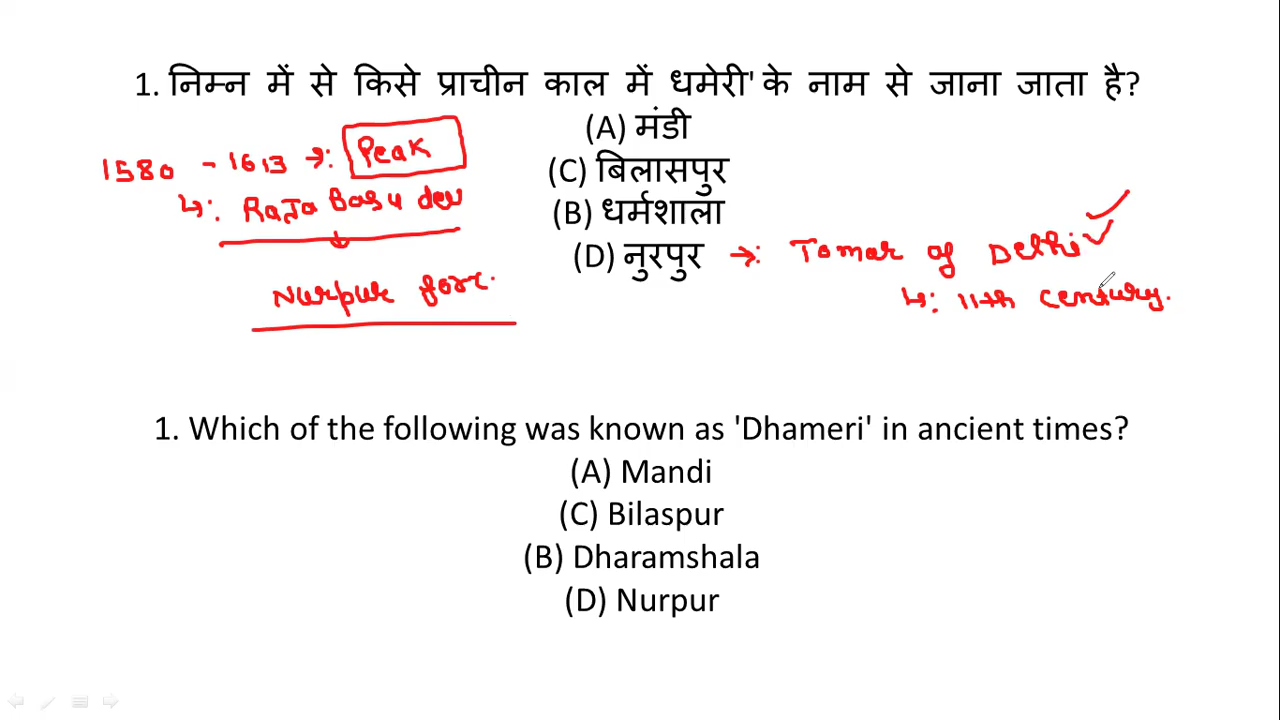 1. निम्न में से किसे प्राचीन काल में धमेरी' के नाम से जाना जाता है?
(A) मंडी
1580 - 1613 →: Peak
(C) बिलासपुर
↳: RaJa Basu dev
(B) धर्मशाला
(D) नुरपुर →: Tomar of Delhi
Nurpur fort.
↳: 11th century.
1. Which of the following was known as 'Dhameri' in ancient times?
(A) Mandi
(C) Bilaspur
(B) Dharamshala
(D) Nurpur